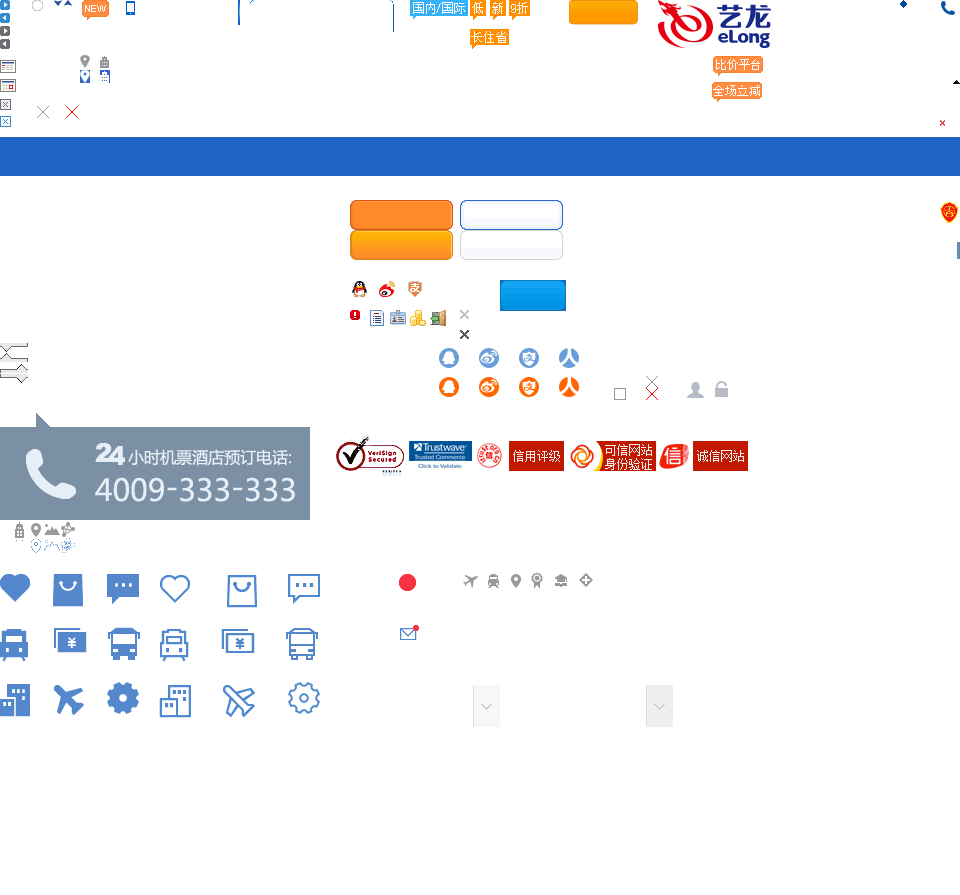 NEW
国内/国际
低
新
9折
长住省
艺龙
eLong
比价平台
全场立减
24小时机票酒店预订电话:
4009-333-333
VeriSign
Secured
VERIFY
Trustwave
Trusted Commerce
Click to Validate
信用评级
可信网站
身份验证
信
诚信网站